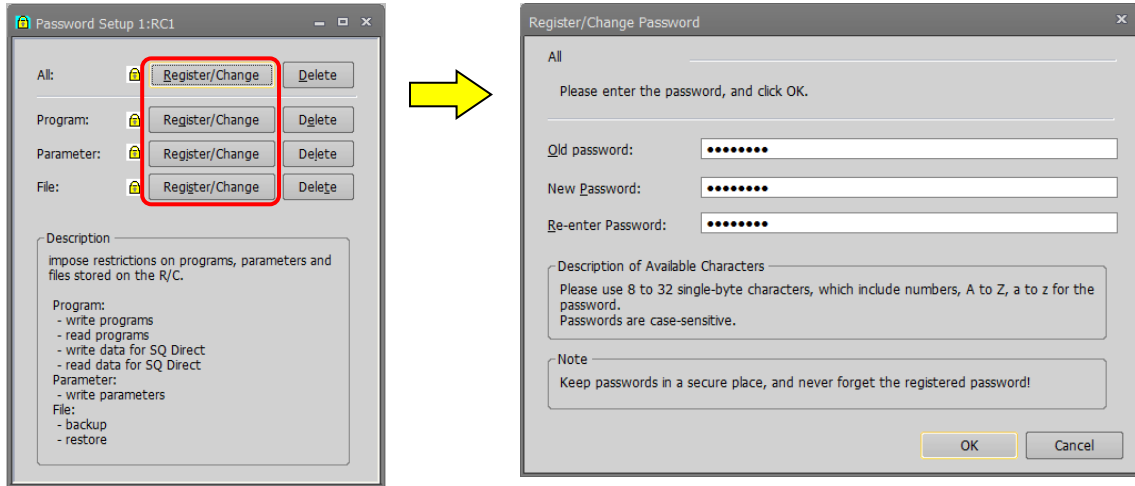 Password Setup 1:RC1
All:
Register/Change
Delete
Program:
Register/Change
Delete
Parameter:
Register/Change
Delete
File:
Register/Change
Delete
Description
impose restrictions on programs, parameters and
files stored on the R/C.
Program:
- write programs
- read programs
- write data for SQ Direct
- read data for SQ Direct
Parameter:
- write parameters
File:
- backup
- restore
Register/Change Password
All
Please enter the password, and click OK.
Old password:
••••••••
New Password:
••••••••
Re-enter Password:
••••••••
Description of Available Characters
Please use 8 to 32 single-byte characters, which include numbers, A to Z, a to z for the
password.
Passwords are case-sensitive.
Note
Keep passwords in a secure place, and never forget the registered password!
OK
Cancel